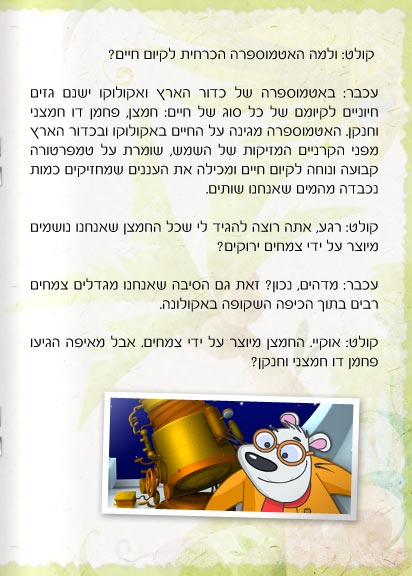 קולט: ולמה האטמוספרה הכרחית לקיום חיים?
עכבר: באטמוספרה של כדור הארץ ואקולוקו ישנם גזים
חיוניים לקיומם של כל סוג של חיים: חמצן, פחמן דו חמצני
וחנקן. האטמוספרה מגינה על החיים באקולוקו ובכדור הארץ
מפני הקרניים המזיקות של השמש, שומרת על טמפרטורה
קבועה ונוחה לקיום חיים ומכילה את העננים שמחזיקים כמות
נכבדה מהמים שאנחנו שותים.
קולט: רגע, אתה רוצה להגיד לי שכל החמצן שאנחנו נושמים
מיוצר על ידי צמחים ירוקים?
עכבר: מדהים, נכון? זאת גם הסיבה שאנחנו מגדלים צמחים
רבים בתוך הכיפה השקופה באקולונה.
קולט: אוקיי. החמצן מיוצר על ידי צמחים. אבל מאיפה הגיעו
פחמן דו חמצני וחנקן?